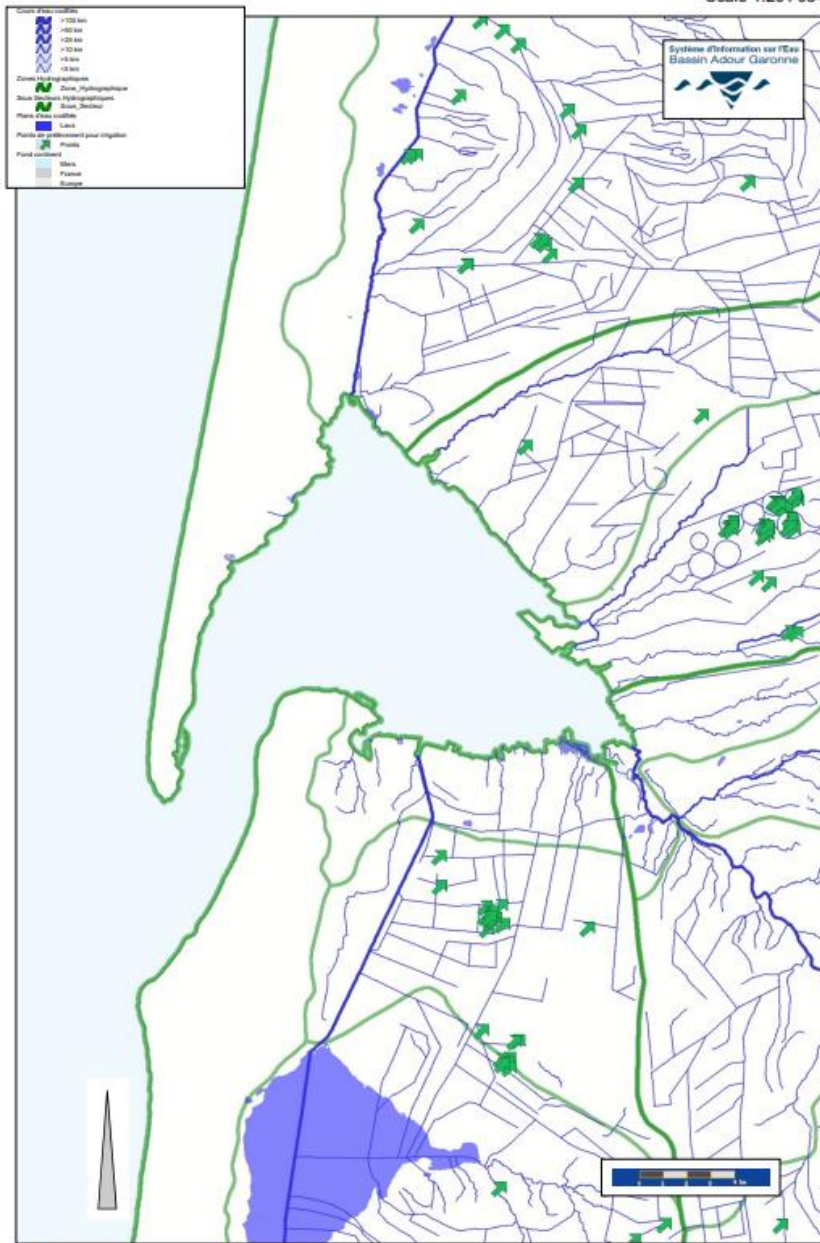 Cours d'eau codifiés
>100 km
>50 km
>25 km
>10 km
>5 km
<5 km
Zones Hydrographiques
Zone_Hydrographique
Sous Secteurs Hydrographiques
Sous_Secteur
Plans d'eau codifiés
Lacs
Points de prélèvement pour irrigation
Points
Fond continent
Mers
France
Europe
Système d'Information sur l'Eau
Bassin Adour Garonne
4 km